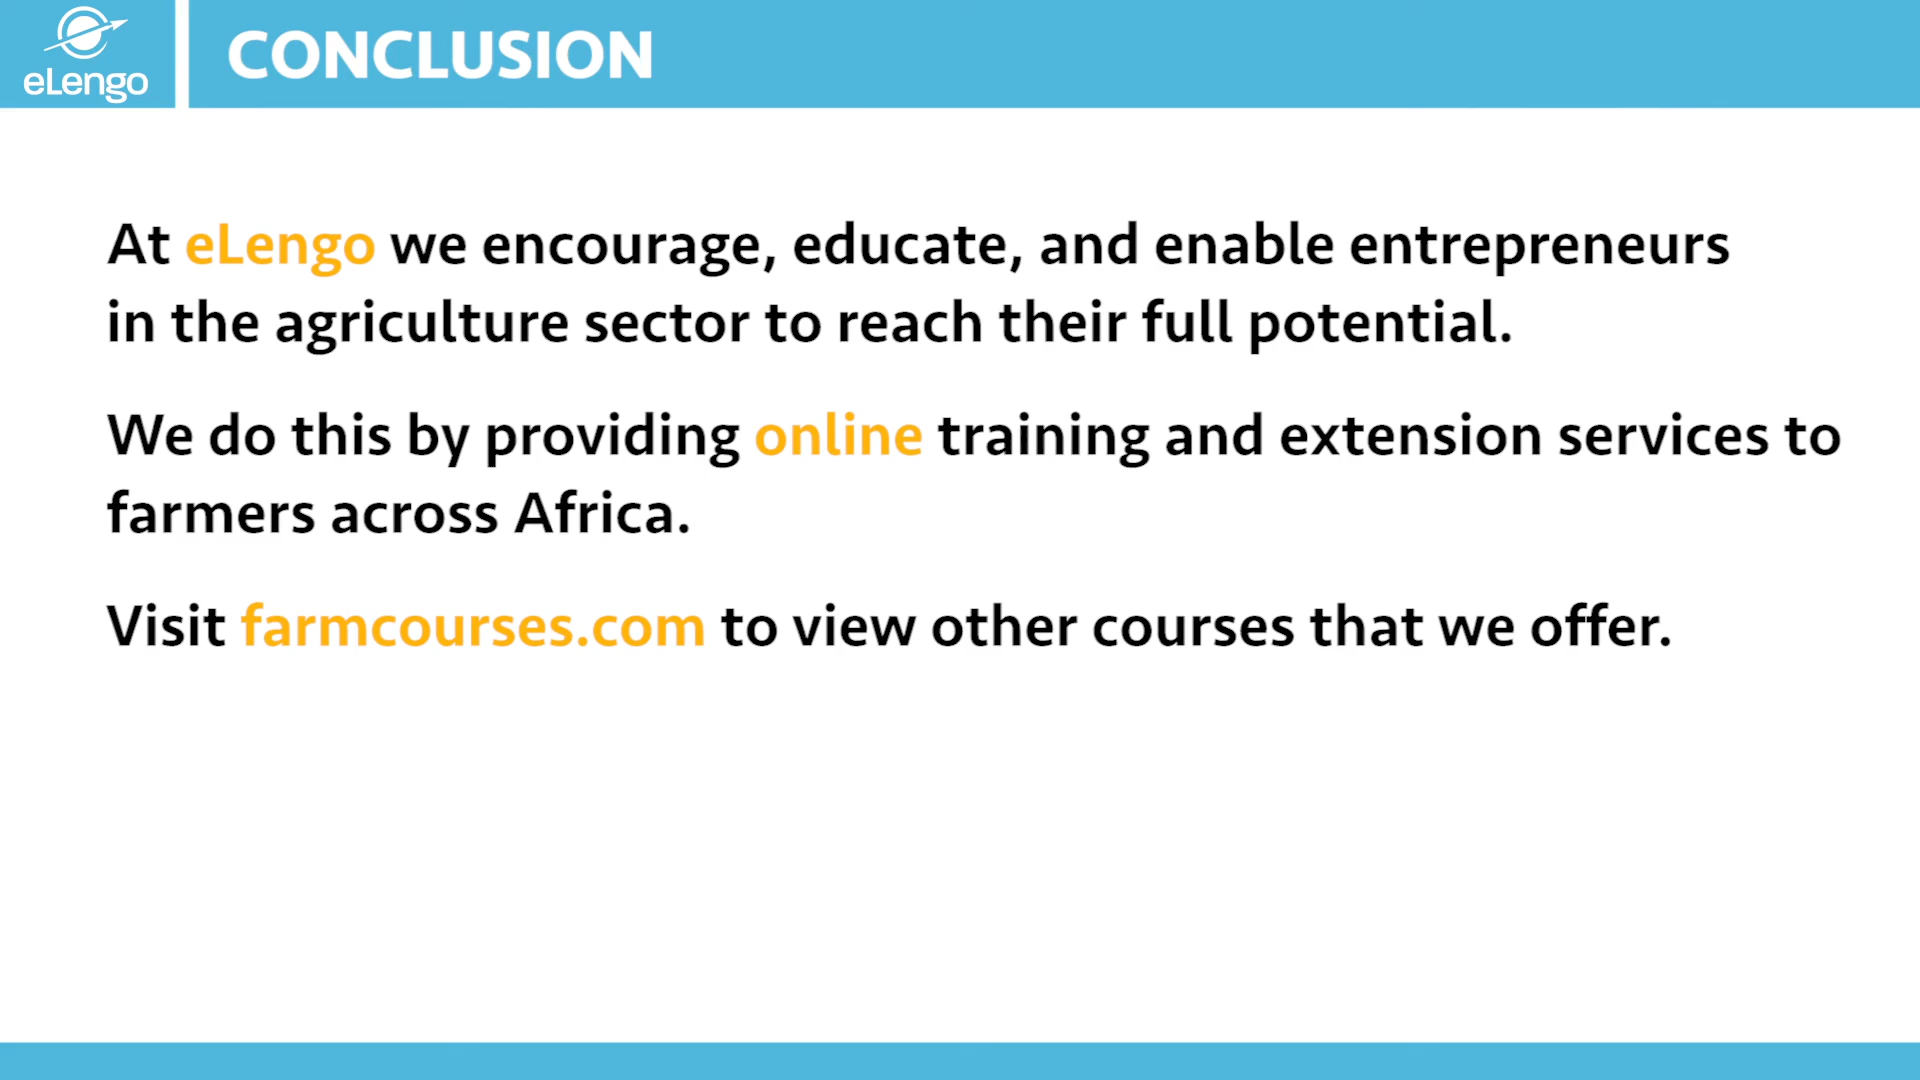 eLengo
CONCLUSION
At eLengo we encourage, educate, and enable entrepreneurs
in the agriculture sector to reach their full potential.
We do this by providing online training and extension services to
farmers across Africa.
Visit farmcourses.com to view other courses that we offer.